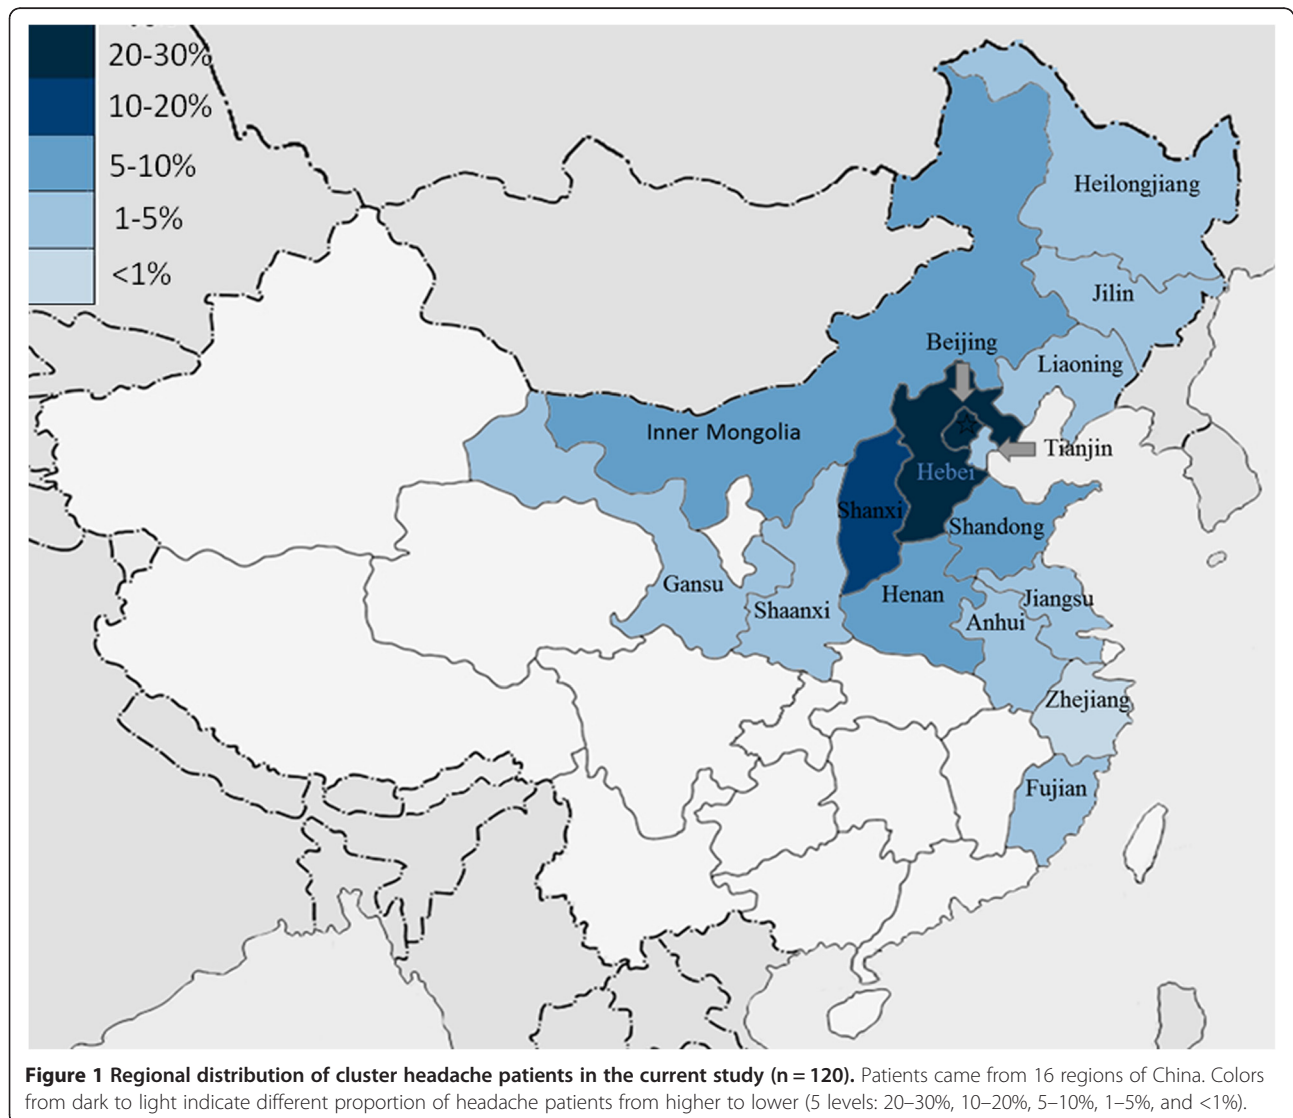 20-30%
10-20%
5-10%
1-5%
<1%
Heilongjiang
Jilin
Beijing
Liaoning
Inner Mongolia
Tianjin
Hebei
Shanxi
Shandong
Gansu
Shaanxi
Henan
Jiangsu
Anhui
Zhejiang
Fujian
Figure 1 Regional distribution of cluster headache patients in the current study (n = 120). Patients came from 16 regions of China. Colors
from dark to light indicate different proportion of headache patients from higher to lower (5 levels: 20–30%, 10–20%, 5–10%, 1–5%, and <1%).